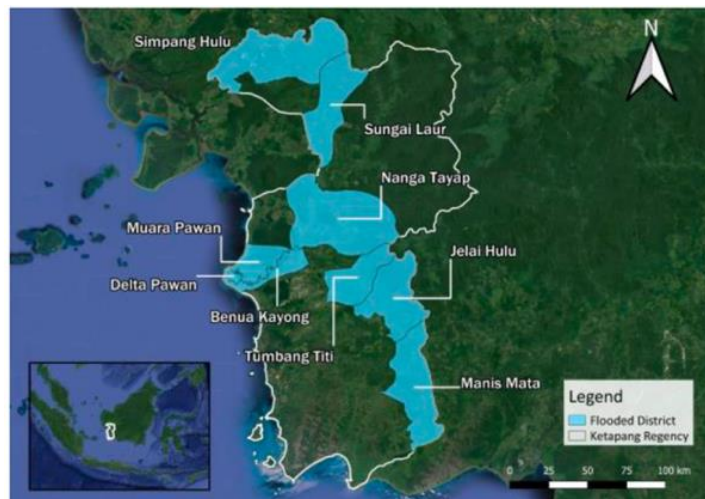 N
Simpang Hulu
Sungai Laur
Nanga Tayap
Muara Pawan
Jelai Hulu
Delta Pawan
Benua Kayong
Tumbang Titi
Manis Mata
Legend
Flooded District
Ketapang Regency
0 25 50 75 100 km